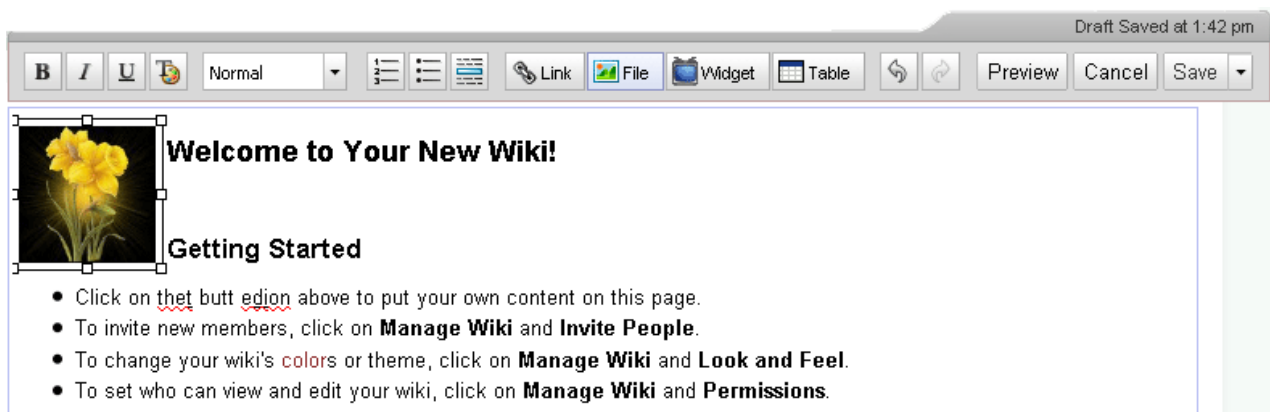 Draft Saved at 1:42 pm
B I U Normal 1 2 3 Link File Widget Table Preview Cancel Save
Welcome to Your New Wiki!
Getting Started
• Click on thet butt edion above to put your own content on this page.
• To invite new members, click on Manage Wiki and Invite People.
• To change your wiki's colors or theme, click on Manage Wiki and Look and Feel.
• To set who can view and edit your wiki, click on Manage Wiki and Permissions.